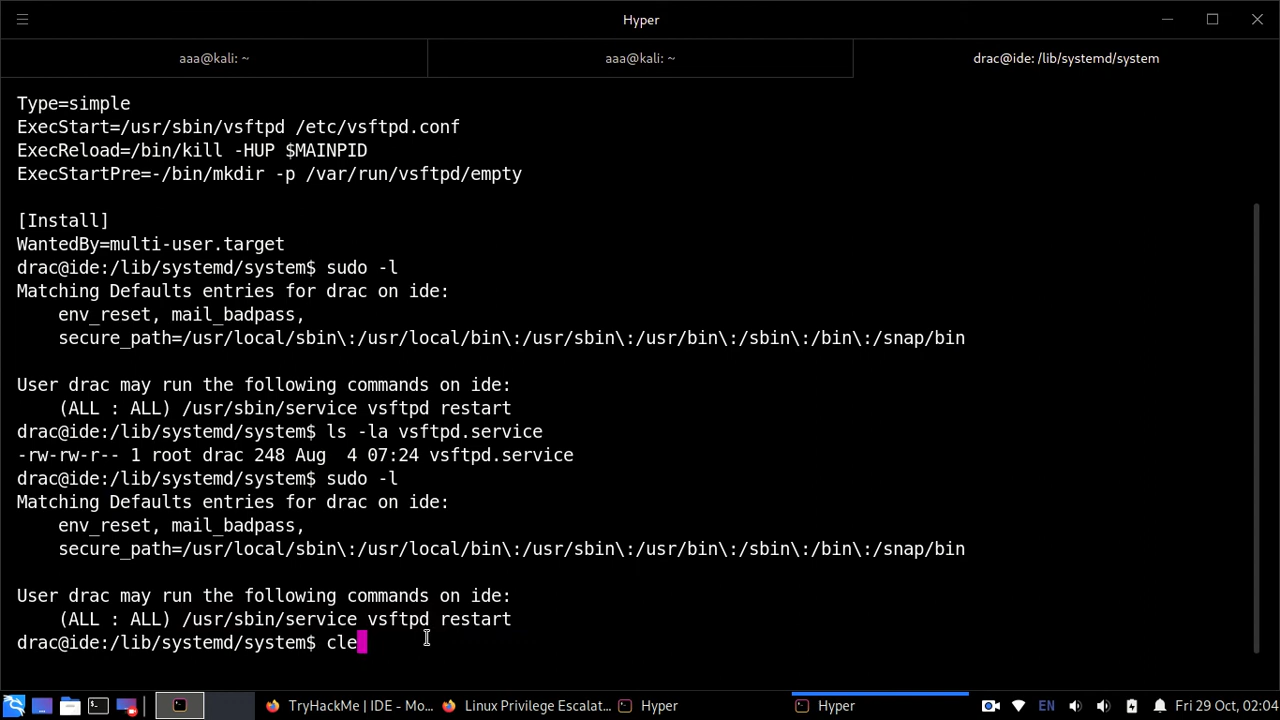 Hyper
aaa@kali: ~
aaa@kali: ~
drac@ide: /lib/systemd/system
Type=simple
ExecStart=/usr/sbin/vsftpd /etc/vsftpd.conf
ExecReload=/bin/kill -HUP $MAINPID
ExecStartPre=-/bin/mkdir -p /var/run/vsftpd/empty
[Install]
WantedBy=multi-user.target
drac@ide:/lib/systemd/system$ sudo -l
Matching Defaults entries for drac on ide:
    env_reset, mail_badpass,
    secure_path=/usr/local/sbin\:/usr/local/bin\:/usr/sbin\:/usr/bin\:/sbin\:/bin\:/snap/bin
User drac may run the following commands on ide:
    (ALL : ALL) /usr/sbin/service vsftpd restart
drac@ide:/lib/systemd/system$ ls -la vsftpd.service
-rw-rw-r-- 1 root drac 248 Aug  4 07:24 vsftpd.service
drac@ide:/lib/systemd/system$ sudo -l
Matching Defaults entries for drac on ide:
    env_reset, mail_badpass,
    secure_path=/usr/local/sbin\:/usr/local/bin\:/usr/sbin\:/usr/bin\:/sbin\:/bin\:/snap/bin
User drac may run the following commands on ide:
    (ALL : ALL) /usr/sbin/service vsftpd restart
drac@ide:/lib/systemd/system$ cle
TryHackMe | IDE - Mo...
Linux Privilege Escalat...
Hyper
Hyper
EN
Fri 29 Oct, 02:04